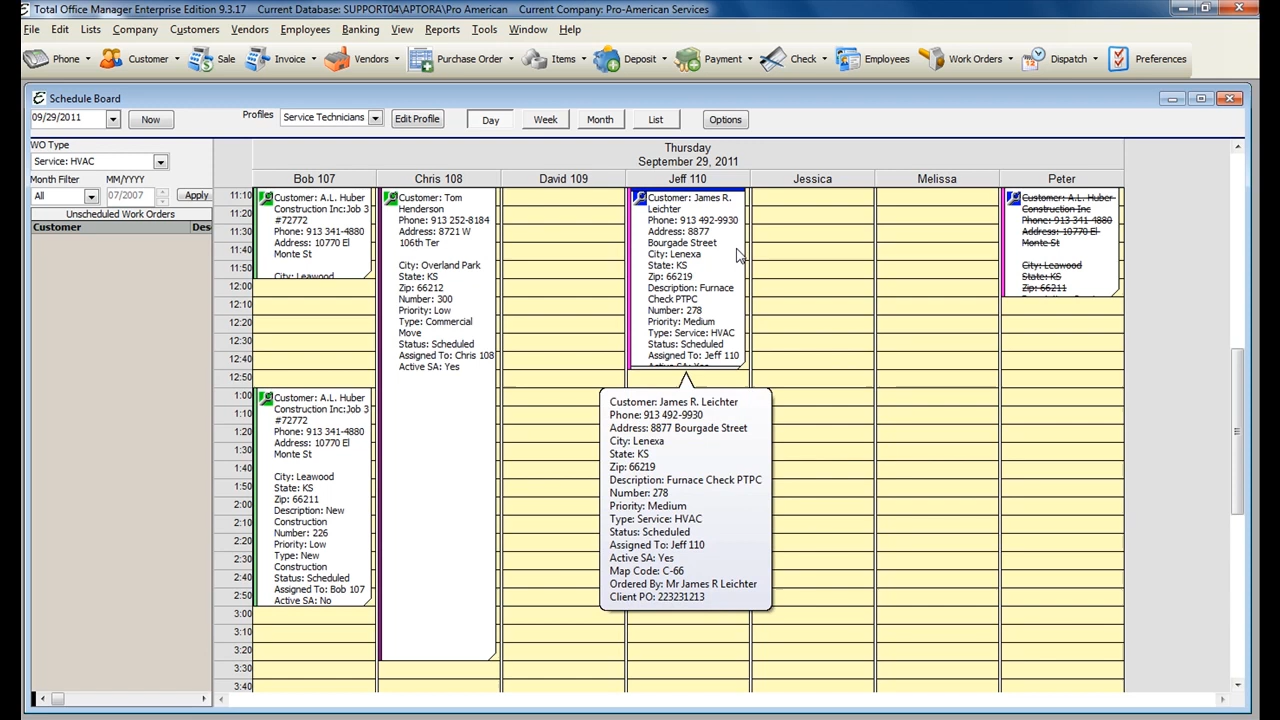 Total Office Manager Enterprise Edition 9.3.17 Current Database: SUPPORT04\APTORA\Pro American Current Company: Pro-American Services
File Edit Lists Company Customers Vendors Employees Banking View Reports Tools Window Help
Phone Customer Sale Invoice Vendors Purchase Order Items Deposit Payment Check Employees Work Orders Dispatch Preferences
Schedule Board
09/29/2011 Now Profiles Service Technicians Edit Profile Day Week Month List Options
WO Type
Service: HVAC
Month Filter MM/YYYY
All 07/2007 Apply
Unscheduled Work Orders
Customer Des
Thursday
September 29, 2011
Bob 107 Chris 108 David 109 Jeff 110 Jessica Melissa Peter
11:10
11:20
11:30
11:40
11:50
12:00
12:10
12:20
12:30
12:40
12:50
1:00
1:10
1:20
1:30
1:40
1:50
2:00
2:10
2:20
2:30
2:40
2:50
3:00
3:10
3:20
3:30
3:40
Customer: A.L. Huber
Construction Inc:Job 3
#72772
Phone: 913 341-4880
Address: 10770 El
Monte St
City: Leawood
Customer: A.L. Huber
Construction Inc:Job 3
#72772
Phone: 913 341-4880
Address: 10770 El
Monte St
City: Leawood
State: KS
Zip: 66211
Description: New
Construction
Number: 226
Priority: Low
Type: New
Construction
Status: Scheduled
Assigned To: Bob 107
Active SA: No
Customer: Tom
Henderson
Phone: 913 252-8184
Address: 8721 W
106th Ter
City: Overland Park
State: KS
Zip: 66212
Number: 300
Priority: Low
Type: Commercial
Move
Status: Scheduled
Assigned To: Chris 108
Active SA: Yes
Customer: James R.
Leichter
Phone: 913 492-9930
Address: 8877
Bourgade Street
City: Lenexa
State: KS
Zip: 66219
Description: Furnace
Check PTPC
Number: 278
Priority: Medium
Type: Service: HVAC
Status: Scheduled
Assigned To: Jeff 110
Active SA: Yes
Customer: James R. Leichter
Phone: 913 492-9930
Address: 8877 Bourgade Street
City: Lenexa
State: KS
Zip: 66219
Description: Furnace Check PTPC
Number: 278
Priority: Medium
Type: Service: HVAC
Status: Scheduled
Assigned To: Jeff 110
Active SA: Yes
Map Code: C-66
Ordered By: Mr James R Leichter
Client PO: 223231213
Customer: A.L. Huber
Construction Inc
Phone: 913 341-4880
Address: 10770 El
Monte St
City: Leawood
State: KS
Zip: 66211